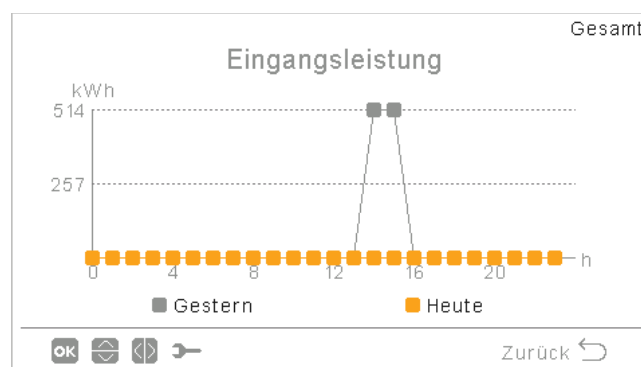 Gesamt
Eingangsleistung
kWh
514
257
0 4 8 12 16 20 h
Gestern Heute
OK Zurück